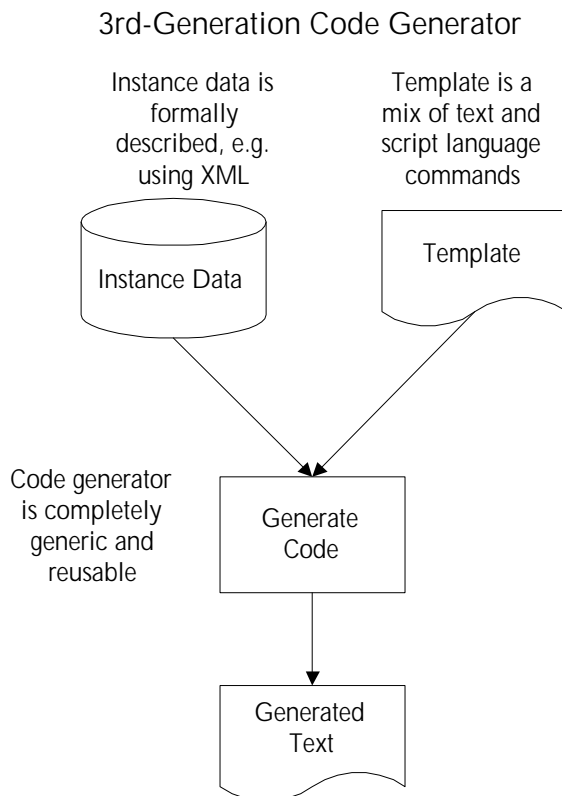 3rd-Generation Code Generator
Instance data is
formally
described, e.g.
using XML
Template is a
mix of text and
script language
commands
Instance Data
Template
Code generator
is completely
generic and
reusable
Generate
Code
Generated
Text